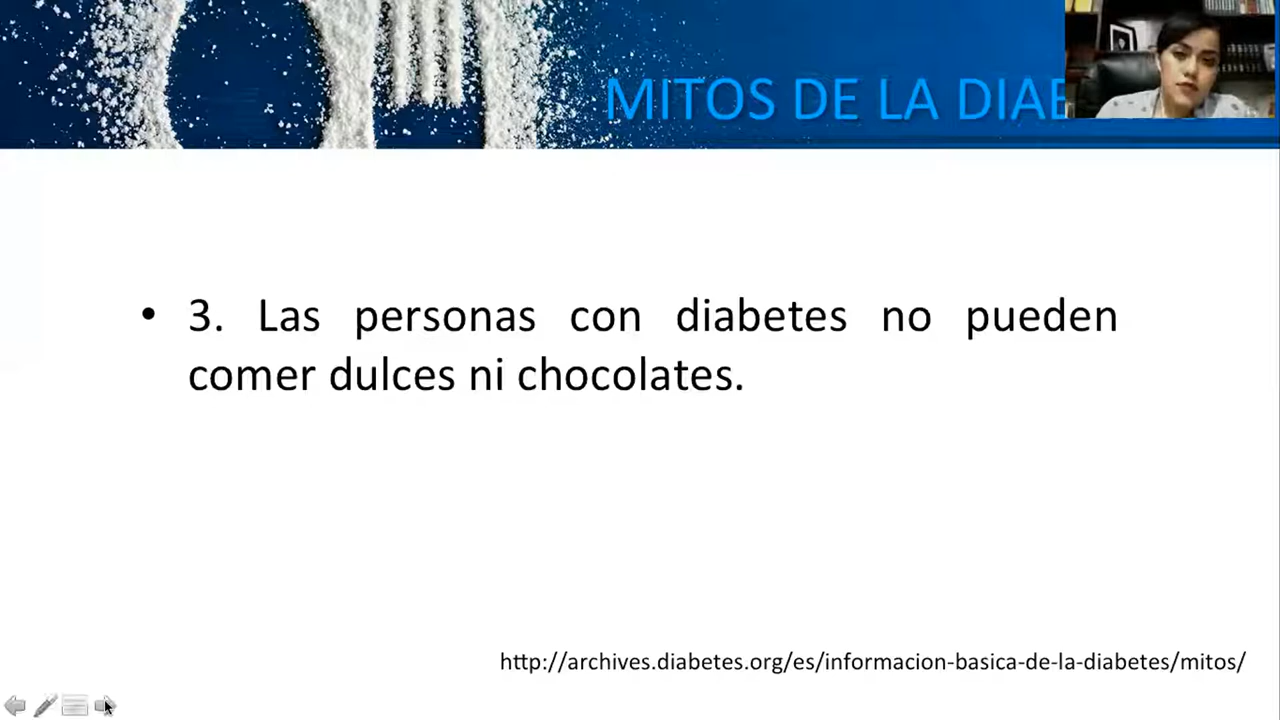 MITOS DE LA DIAB
• 3. Las personas con diabetes no pueden
comer dulces ni chocolates.
http://archives.diabetes.org/es/informacion-basica-de-la-diabetes/mitos/